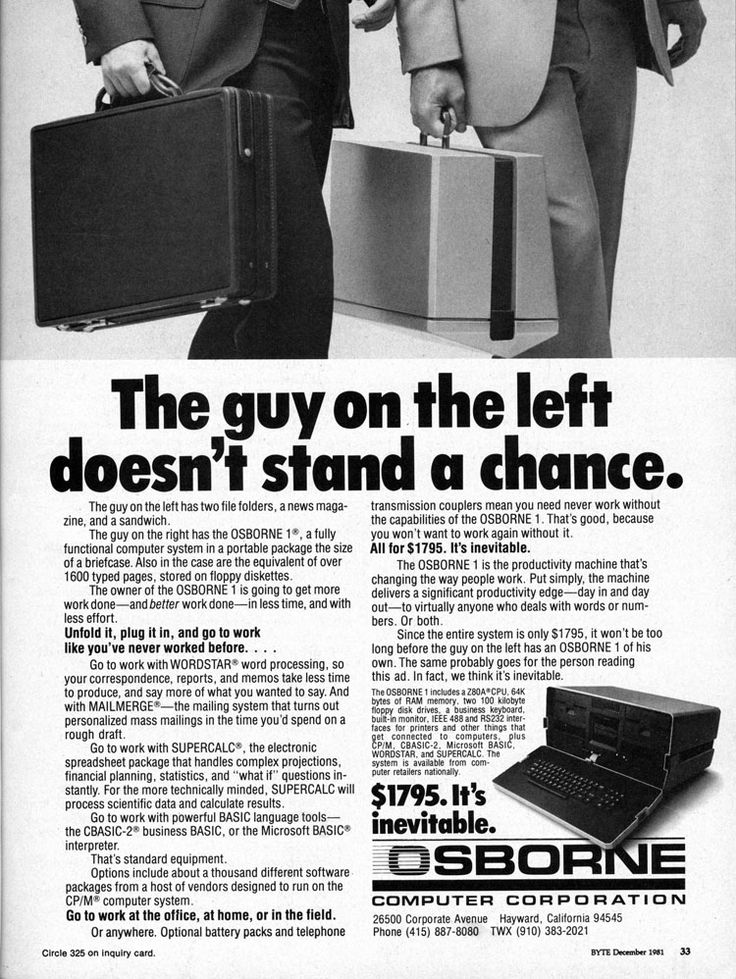 The guy on the left
doesn't stand a chance.
The guy on the left has two file folders, a news maga-
zine, and a sandwich.
The guy on the right has the OSBORNE 1®, a fully
functional computer system in a portable package the size
of a briefcase. Also in the case are the equivalent of over
1600 typed pages, stored on floppy diskettes.
The owner of the OSBORNE 1 is going to get more
work done—and better work done—in less time, and with
less effort.
Unfold it, plug it in, and go to work
like you've never worked before. . . .
Go to work with WORDSTAR® word processing, so
your correspondence, reports, and memos take less time
to produce, and say more of what you wanted to say. And
with MAILMERGE®—the mailing system that turns out
personalized mass mailings in the time you'd spend on a
rough draft.
Go to work with SUPERCALC®, the electronic
spreadsheet package that handles complex projections,
financial planning, statistics, and "what if" questions in-
stantly. For the more technically minded, SUPERCALC will
process scientific data and calculate results.
Go to work with powerful BASIC language tools—
the CBASIC-2® business BASIC, or the Microsoft BASIC®
interpreter.
That's standard equipment.
Options include about a thousand different software
packages from a host of vendors designed to run on the
CP/M® computer system.
Go to work at the office, at home, or in the field.
Or anywhere. Optional battery packs and telephone
transmission couplers mean you need never work without
the capabilities of the OSBORNE 1. That's good, because
you won't want to work again without it.
All for $1795. It's inevitable.
The OSBORNE 1 is the productivity machine that's
changing the way people work. Put simply, the machine
delivers a significant productivity edge—day in and day
out—to virtually anyone who deals with words or num-
bers. Or both.
Since the entire system is only $1795, it won't be too
long before the guy on the left has an OSBORNE 1 of his
own. The same probably goes for the person reading
this ad. In fact, we think it's inevitable.
The OSBORNE 1 includes a Z80A® CPU, 64K
bytes of RAM memory, two 100 kilobyte
floppy disk drives, a business keyboard,
built-in monitor, IEEE 488 and RS232 inter-
faces for printers and other things that
get connected to computers, plus
CP/M, CBASIC-2, Microsoft BASIC,
WORDSTAR, and SUPERCALC. The
system is available from com-
puter retailers nationally.
$1795. It's
inevitable.
OSBORNE
COMPUTER CORPORATION
26500 Corporate Avenue Hayward, California 94545
Phone (415) 887-8080 TWX (910) 383-2021
Circle 325 on inquiry card.
BYTE December 1981 33